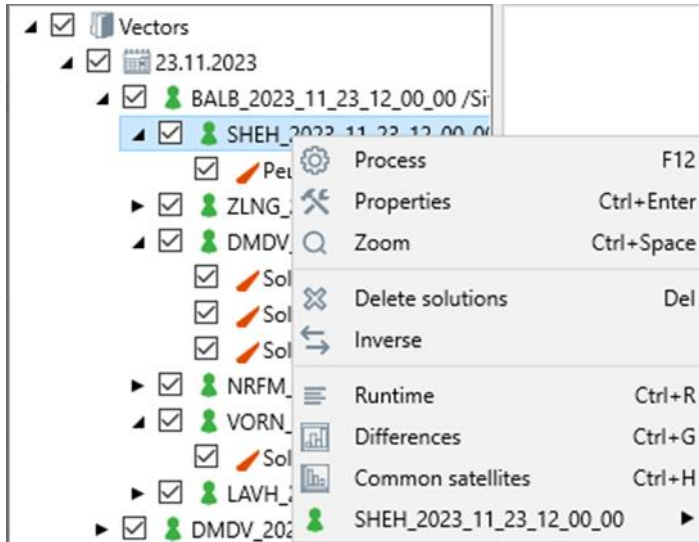 Vectors
23.11.2023
BALB_2023_11_23_12_00_00 /Si
SHEH_2023_11_23_12_00_0
Process F12
Properties Ctrl+Enter
ZLNG_
Zoom Ctrl+Space
DMDV_
Sol
Delete solutions Del
Sol
Inverse
Sol
Runtime Ctrl+R
NRFM_
Differences Ctrl+G
VORN_
Common satellites Ctrl+H
Sol
LAVH_
SHEH_2023_11_23_12_00_00
DMDV_202